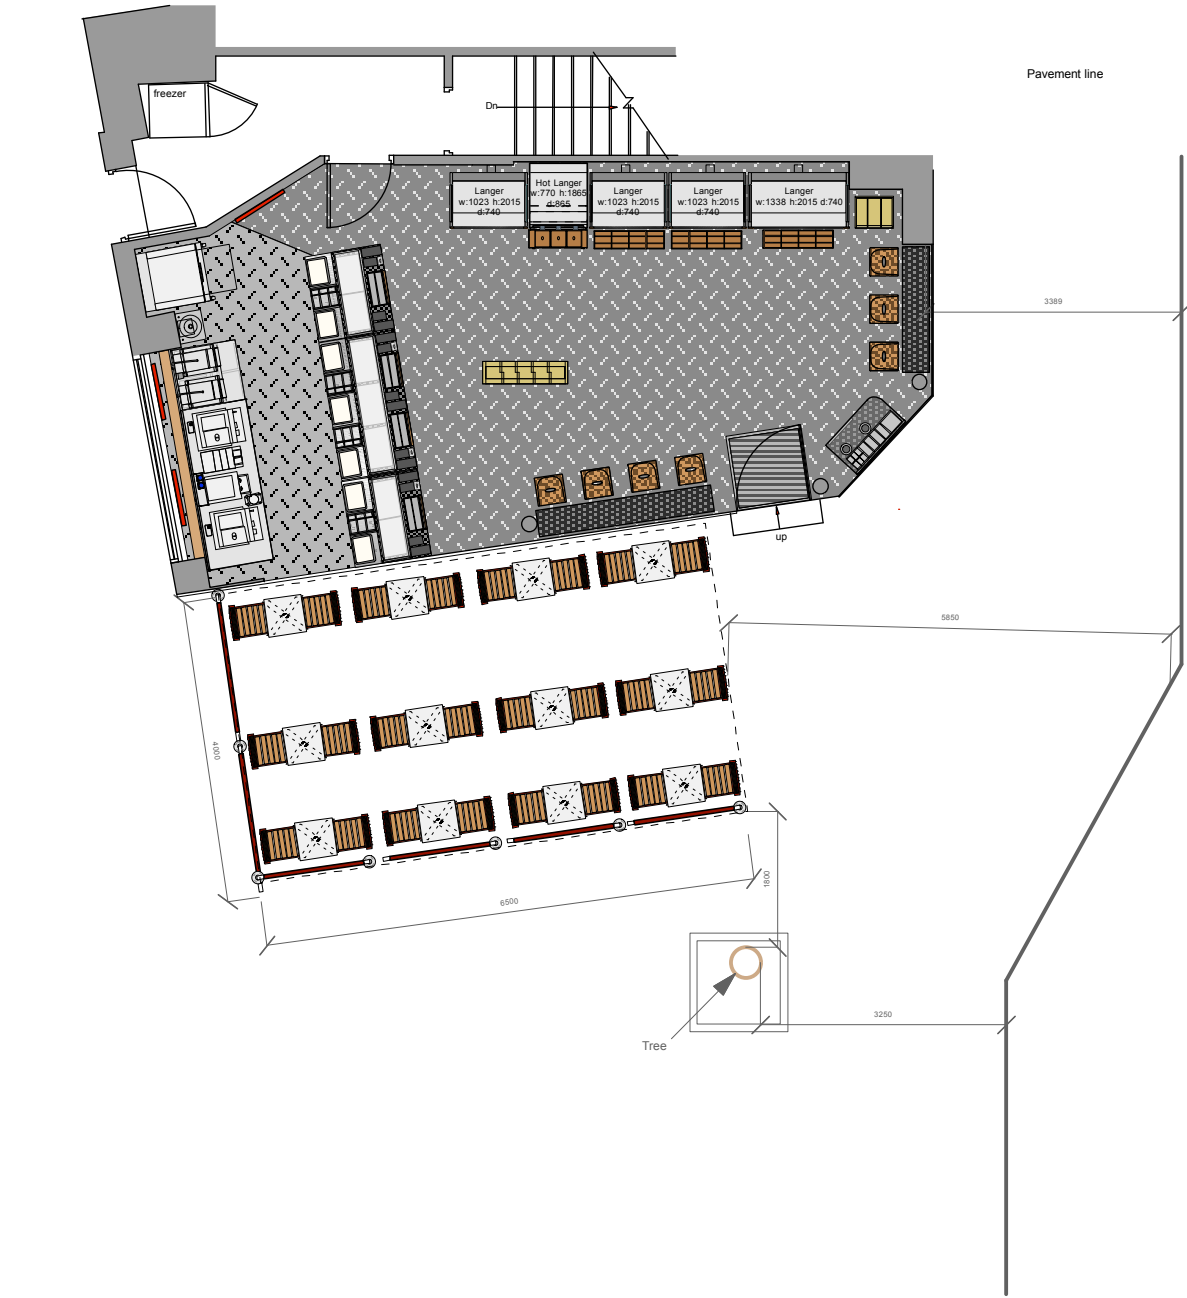 Pavement line
freezer
Dn
Langer
w:1023 h:2015
d:740
Hot Langer
w:770 h:1865
d:865
Langer
w:1023 h:2015
d:740
Langer
w:1023 h:2015
d:740
Langer
w:1338 h:2015 d:740
3389
up
5850
4000
1800
6500
3250
Tree